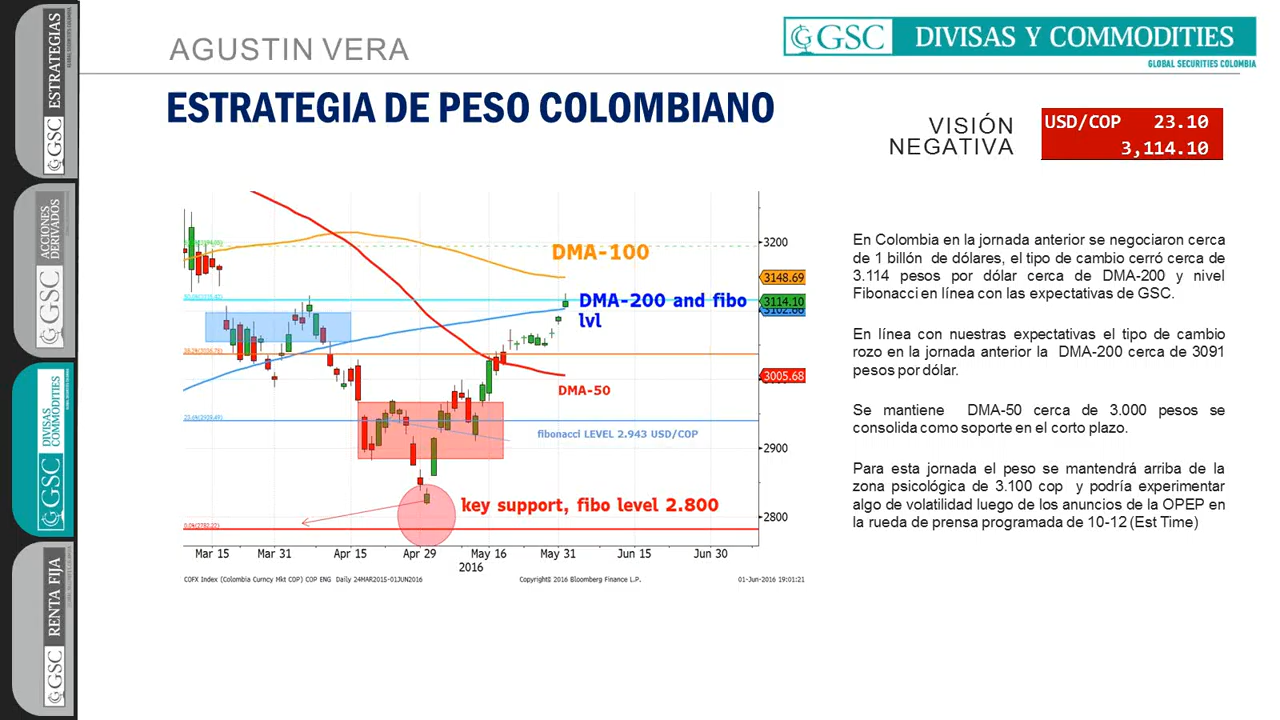 AGUSTIN VERA
GSC DIVISAS Y COMMODITIES
GLOBAL SECURITIES COLOMBIA
ESTRATEGIA DE PESO COLOMBIANO
VISIÓN
NEGATIVA
USD/COP 23.10
3,114.10
GSC ESTRATEGIAS
GSC ACCIONES
DERIVADOS
GSC DIVISAS
COMMODITIES
GSC RENTA FIJA
DMA-100
3200
3148.69
DMA-200 and fibo
lvl
3114.10
3102.66
3005.68
DMA-50
fibonacci LEVEL 2.943 USD/COP
2900
key support, fibo level 2.800
2800
Mar 15 Mar 31 Apr 15 Apr 29 May 16 May 31 Jun 15 Jun 30
2016
COFX Index (Colombia Curncy Mkt COP) COP ENG Daily 24MAR2015-01JUN2016 Copyright© 2016 Bloomberg Finance L.P. 01-Jun-2016 19:01:21
En Colombia en la jornada anterior se negociaron cerca
de 1 billón de dólares, el tipo de cambio cerró cerca de
3.114 pesos por dólar cerca de DMA-200 y nivel
Fibonacci en línea con las expectativas de GSC.
En línea con nuestras expectativas el tipo de cambio
rozo en la jornada anterior la DMA-200 cerca de 3091
pesos por dólar.
Se mantiene DMA-50 cerca de 3.000 pesos se
consolida como soporte en el corto plazo.
Para esta jornada el peso se mantendrá arriba de la
zona psicológica de 3.100 cop y podría experimentar
algo de volatilidad luego de los anuncios de la OPEP en
la rueda de prensa programada de 10-12 (Est Time)